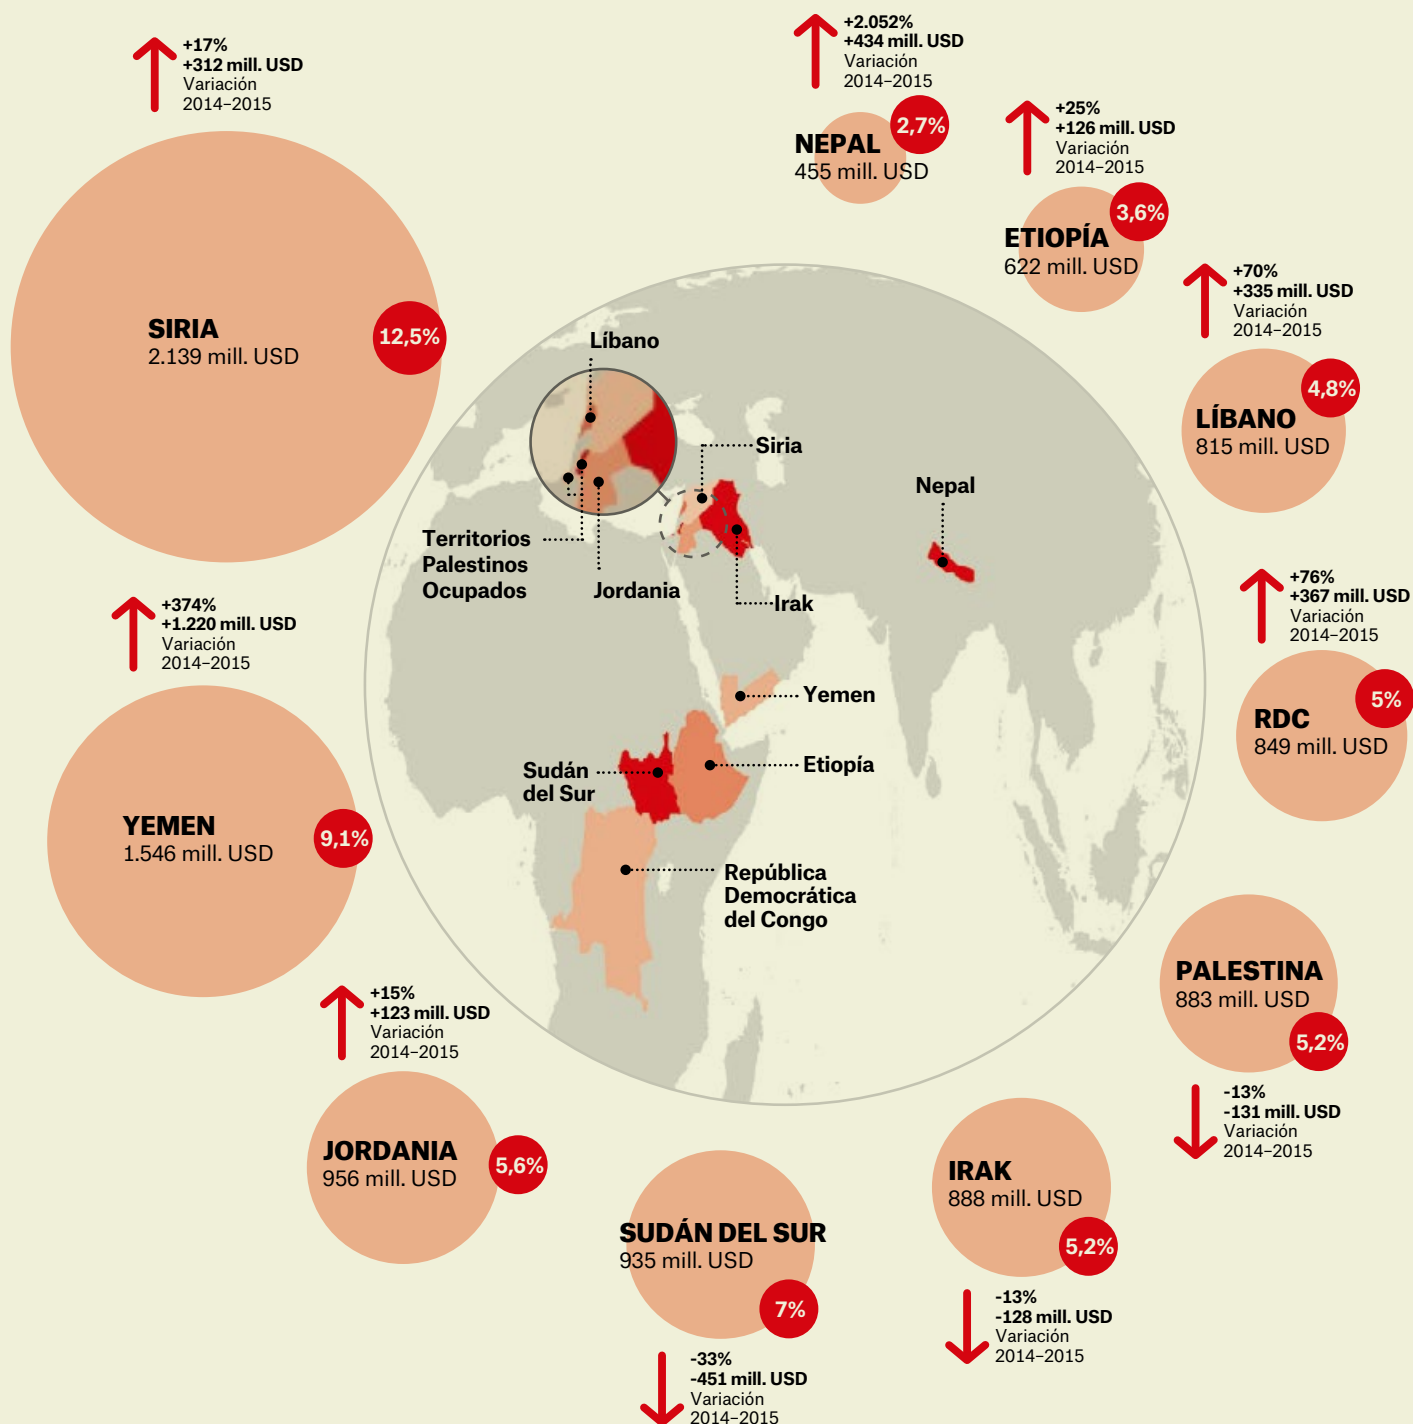 +17%
+312 mill. USD
Variación
2014–2015
SIRIA
2.139 mill. USD
12,5%
+2.052%
+434 mill. USD
Variación
2014–2015
NEPAL
455 mill. USD
2,7%
+25%
+126 mill. USD
Variación
2014–2015
ETIOPÍA
622 mill. USD
3,6%
+70%
+335 mill. USD
Variación
2014–2015
LÍBANO
815 mill. USD
4,8%
Líbano
Siria
Nepal
Territorios
Palestinos
Ocupados
Jordania
Irak
Yemen
Etiopía
Sudán
del Sur
República
Democrática
del Congo
+76%
+367 mill. USD
Variación
2014–2015
RDC
849 mill. USD
5%
+374%
+1.220 mill. USD
Variación
2014–2015
YEMEN
1.546 mill. USD
9,1%
PALESTINA
883 mill. USD
5,2%
-13%
-131 mill. USD
Variación
2014–2015
+15%
+123 mill. USD
Variación
2014–2015
JORDANIA
956 mill. USD
5,6%
SUDÁN DEL SUR
935 mill. USD
7%
-33%
-451 mill. USD
Variación
2014–2015
IRAK
888 mill. USD
5,2%
-13%
-128 mill. USD
Variación
2014–2015